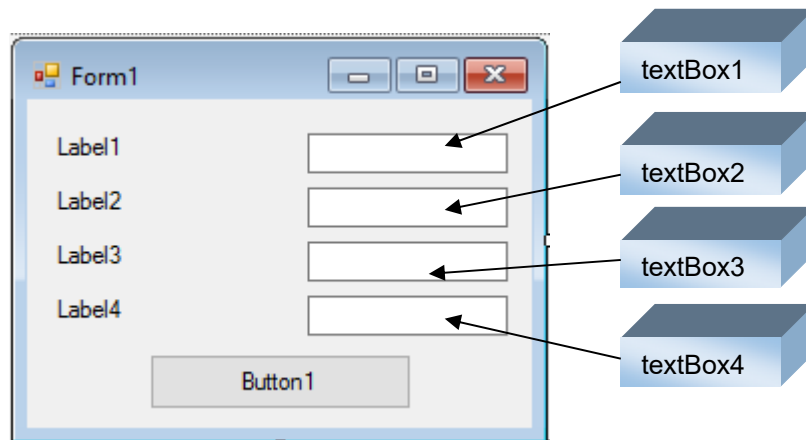 Form1
textBox1
Label1
textBox2
Label2
Label3
textBox3
Label4
textBox4
Button1